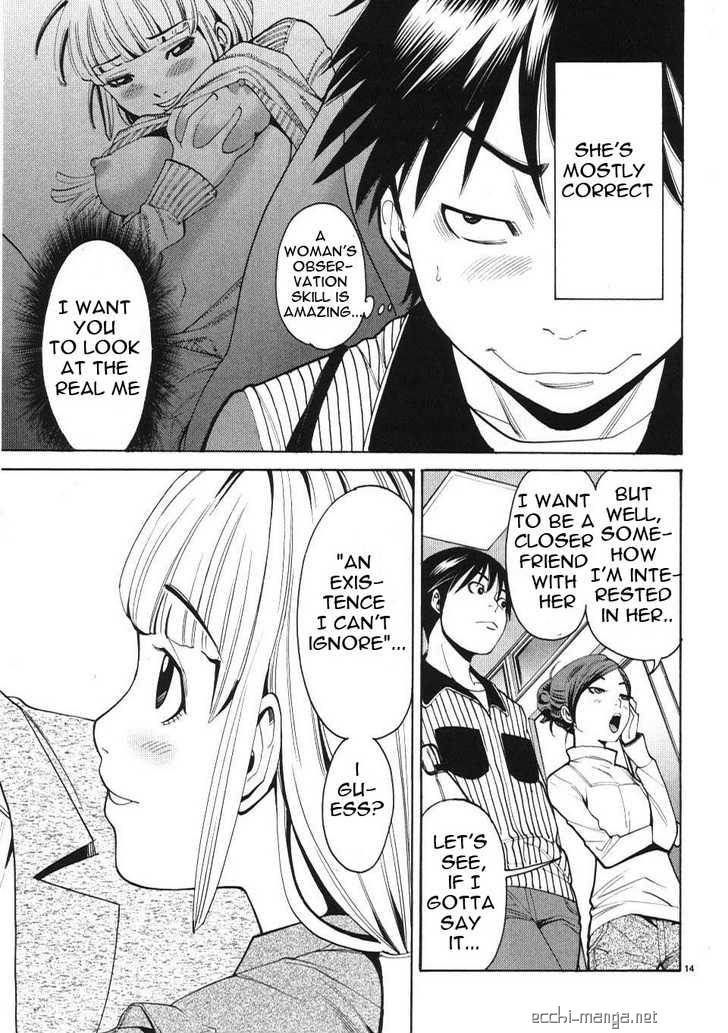 SHE'S
MOSTLY
CORRECT
A
WOMAN'S
OBSER-
VATION
SKILL IS
AMAZING...
I WANT
YOU
TO LOOK
AT THE
REAL ME
BUT
WELL,
SOME-
HOW
I'M INTE-
RESTED
IN HER..
I WANT
TO BE A
CLOSER
FRIEND
WITH
HER
LET'S
SEE,
IF I
GOTTA
SAY
IT...
"AN
EXIS-
TENCE
I CAN'T
IGNORE"...
I
GU-
ESS?
14
ecchi-manga.net